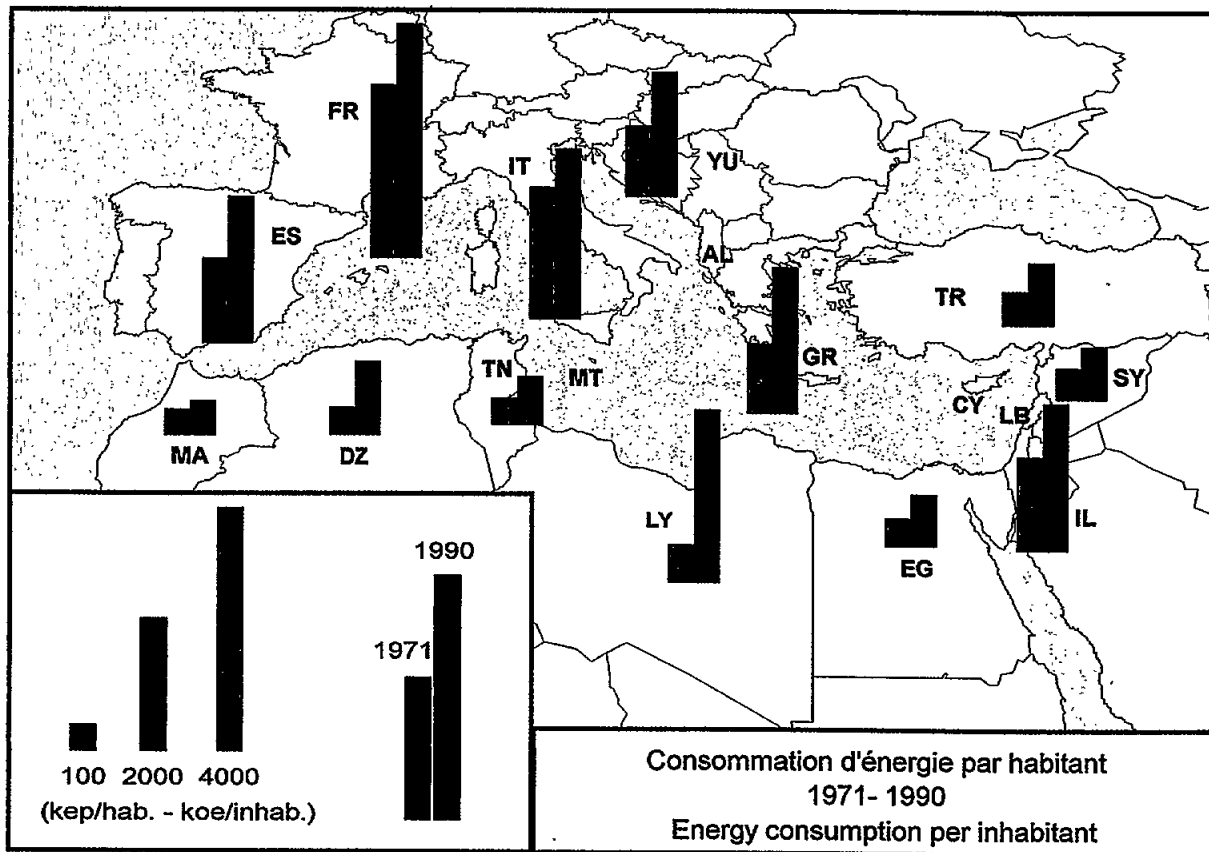 FR
IT
YU
ES
AL
TR
TN
MT
GR
CY
SY
LB
MA
DZ
LY
IL
EG
1990
1971
100 2000 4000
(kep/hab. - koe/inhab.)
Consommation d'énergie par habitant
1971- 1990
Energy consumption per inhabitant